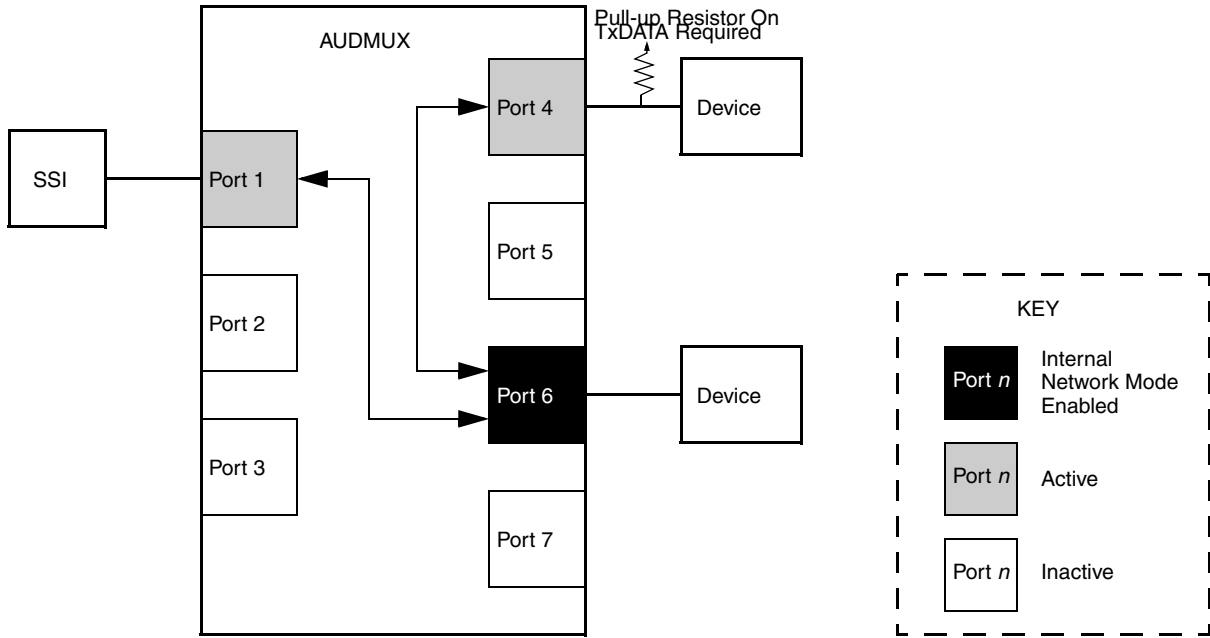 Pull-up Resistor On
TxDATA Required
AUDMUX
Port 4
Device
SSI
Port 1
Port 5
Port 2
Port 6
Device
Port 3
Port 7
KEY
Port n
Internal
Network Mode
Enabled
Port n
Active
Port n
Inactive